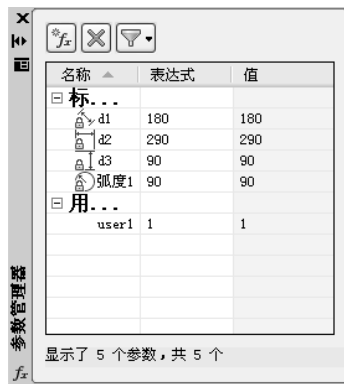 fx
名称 表达式 值
标...
d1 180 180
d2 290 290
d3 90 90
弧度1 90 90
用...
user1 1 1
显示了 5 个参数，共 5 个
参数管理器
fx